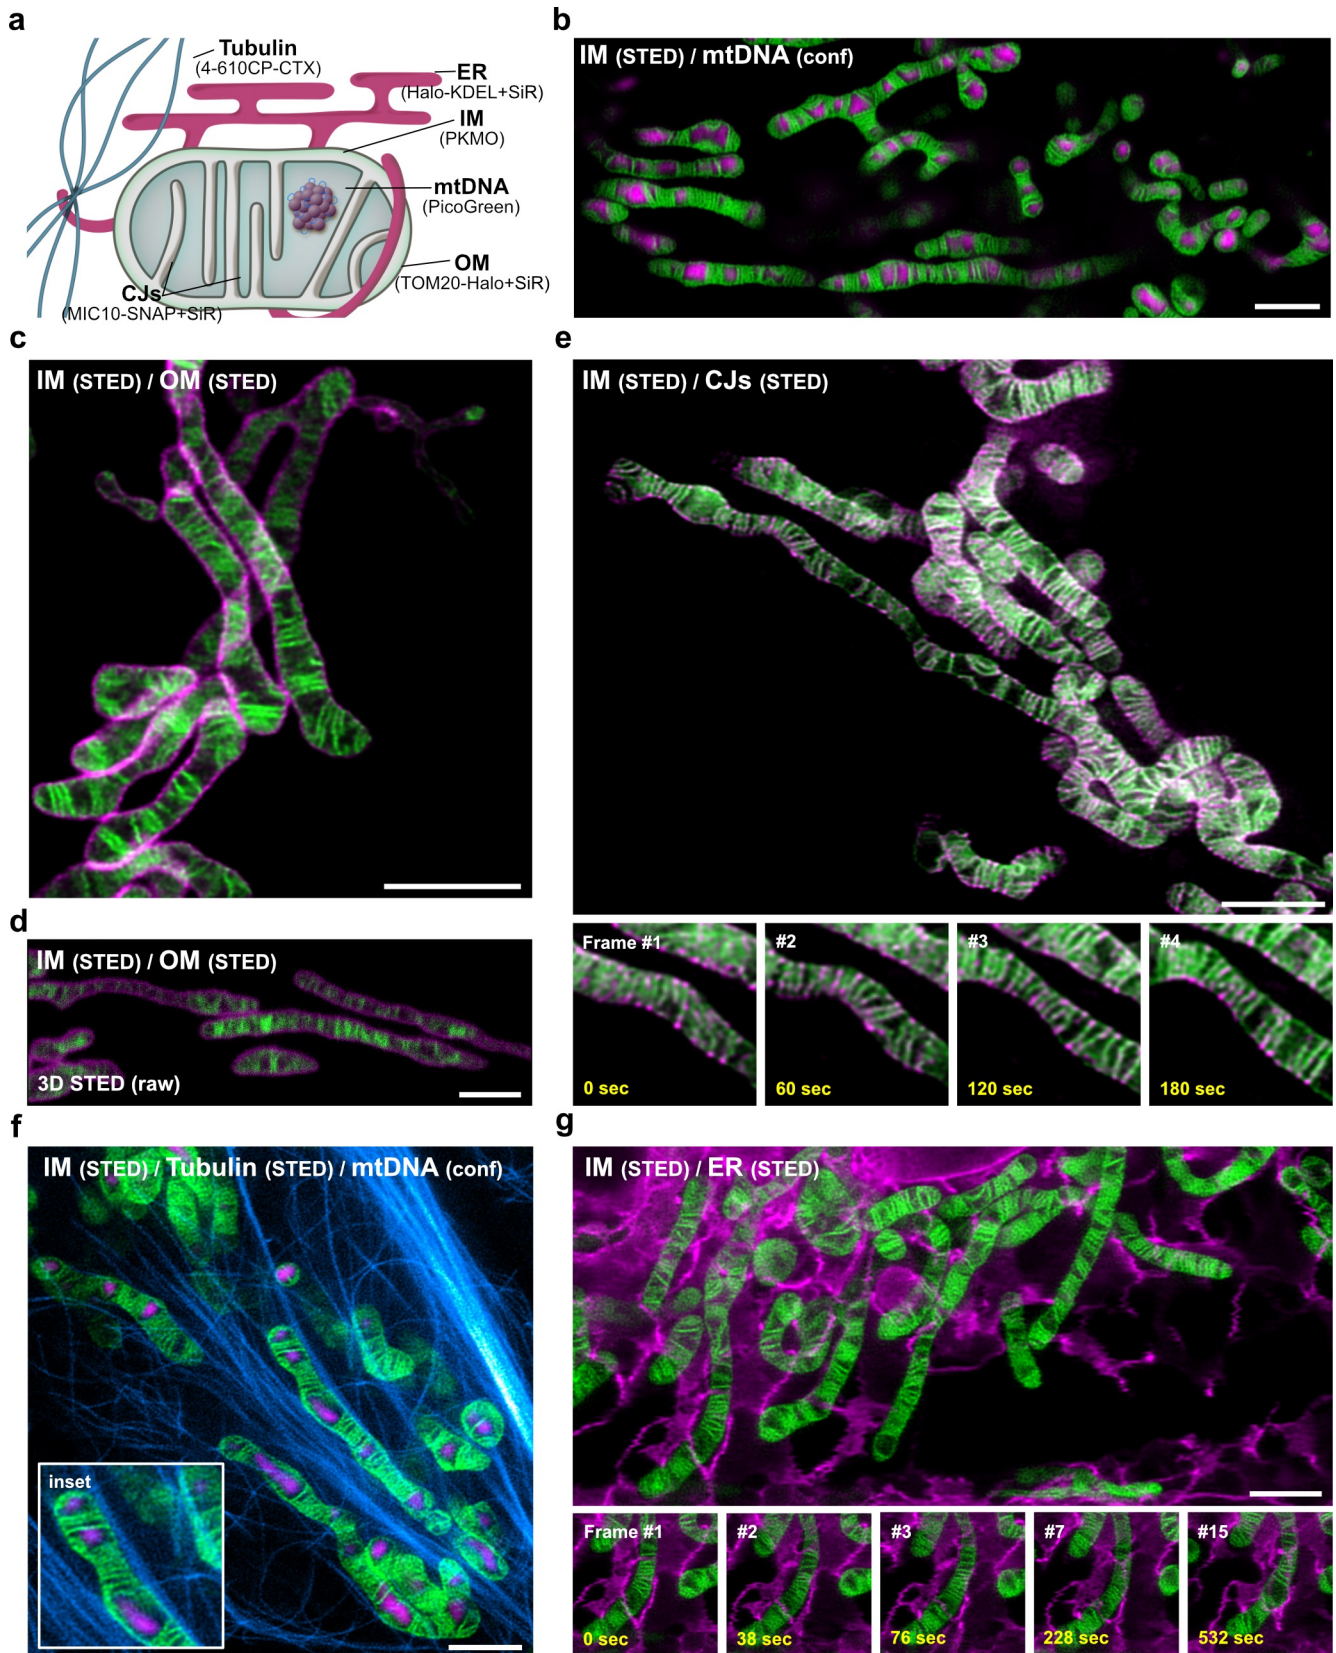 a
Tubulin
(4-610CP-CTX)
ER
(Halo-KDEL+SiR)
IM
(PKMO)
mtDNA
(PicoGreen)
OM
(TOM20-Halo+SiR)
CJs
(MIC10-SNAP+SiR)
b
IM (STED) / mtDNA (conf)
c
IM (STED) / OM (STED)
e
IM (STED) / CJs (STED)
d
IM (STED) / OM (STED)
3D STED (raw)
Frame #1
#2
#3
#4
0 sec
60 sec
120 sec
180 sec
f
IM (STED) / Tubulin (STED) / mtDNA (conf)
inset
g
IM (STED) / ER (STED)
Frame #1
#2
#3
#7
#15
0 sec
38 sec
76 sec
228 sec
532 sec